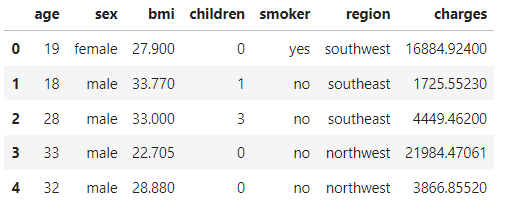 age sex bmi children smoker region charges
0 19 female 27.900 0 yes southwest 16884.92400
1 18 male 33.770 1 no southeast 1725.55230
2 28 male 33.000 3 no southeast 4449.46200
3 33 male 22.705 0 no northwest 21984.47061
4 32 male 28.880 0 no northwest 3866.85520